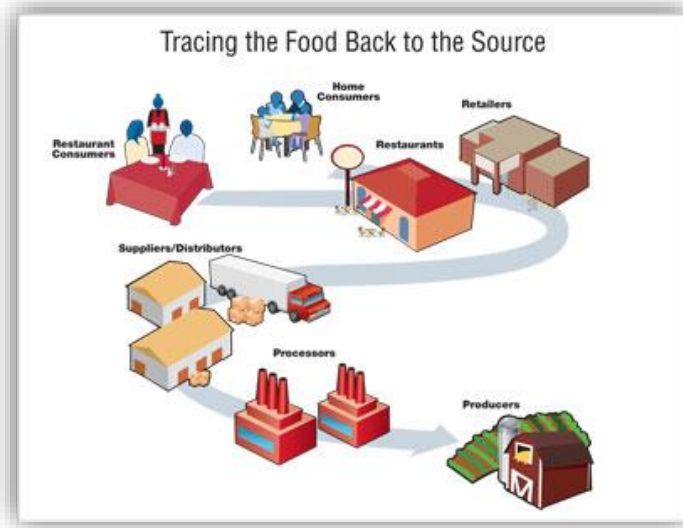 Tracing the Food Back to the Source
Home
Consumers
Retailers
Restaurant
Consumers
Restaurants
Suppliers/Distributors
Processors
Producers